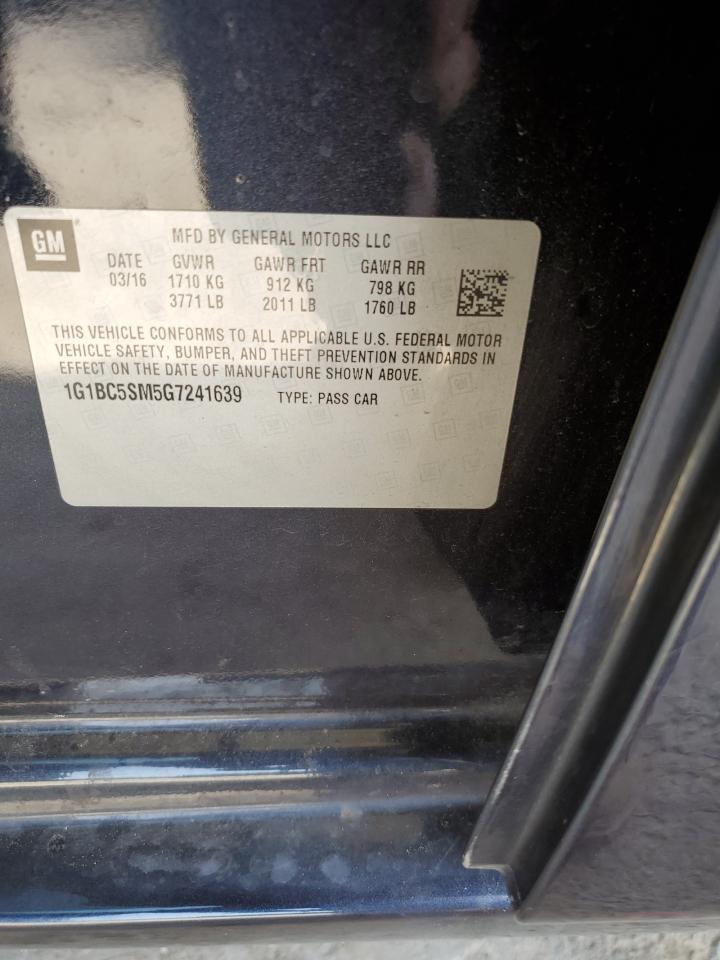 GM
MFD BY GENERAL MOTORS LLC
DATE GVWR GAWR FRT GAWR RR
03/16 1710 KG 912 KG 798 KG
3771 LB 2011 LB 1760 LB
THIS VEHICLE CONFORMS TO ALL APPLICABLE U.S. FEDERAL MOTOR
VEHICLE SAFETY, BUMPER, AND THEFT PREVENTION STANDARDS IN
EFFECT ON THE DATE OF MANUFACTURE SHOWN ABOVE.
1G1BC5SM5G7241639 TYPE: PASS CAR